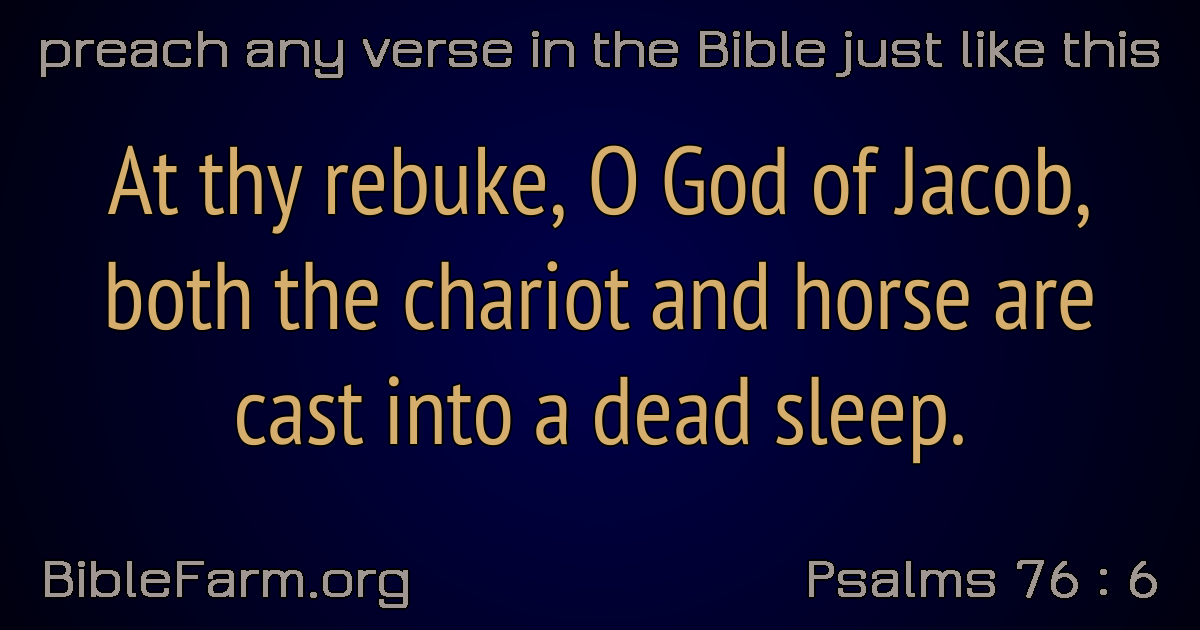 preach any verse in the Bible just like this
At thy rebuke, O God of Jacob,
both the chariot and horse are
cast into a dead sleep.
BibleFarm.org
Psalms 76 : 6